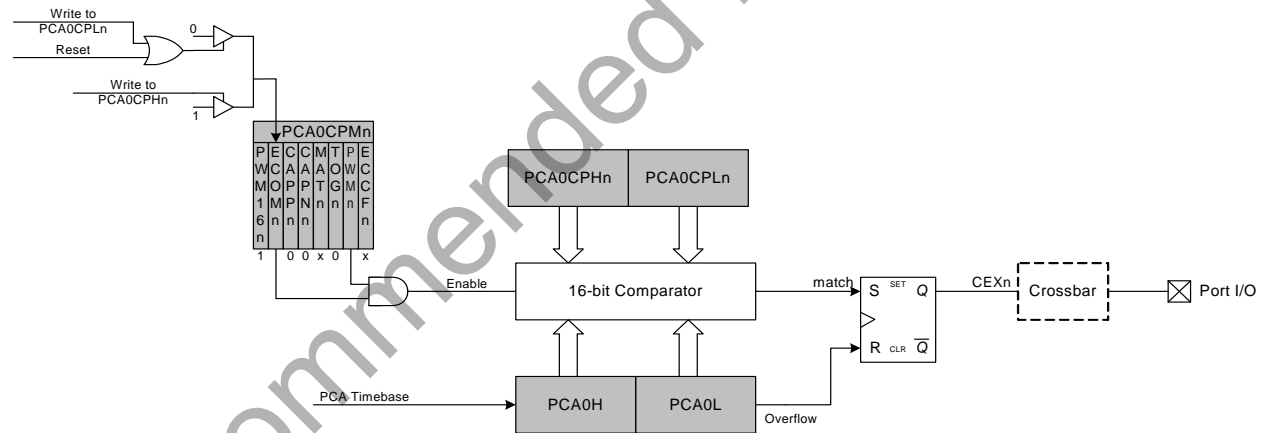 Write to
PCA0CPLn
Reset
0
Write to
PCA0CPHn
1
PCA0CPMn
P E C C M T P E
W C A A A O W C
M O P P T G M C
1 M P N n n n F
6 n n n n
n
1 0 0 x 0 x
Enable
PCA0CPHn PCA0CPLn
16-bit Comparator
match
S SET Q
R CLR Q
CEXn
Crossbar
Port I/O
PCA Timebase
PCA0H PCA0L
Overflow
ommended